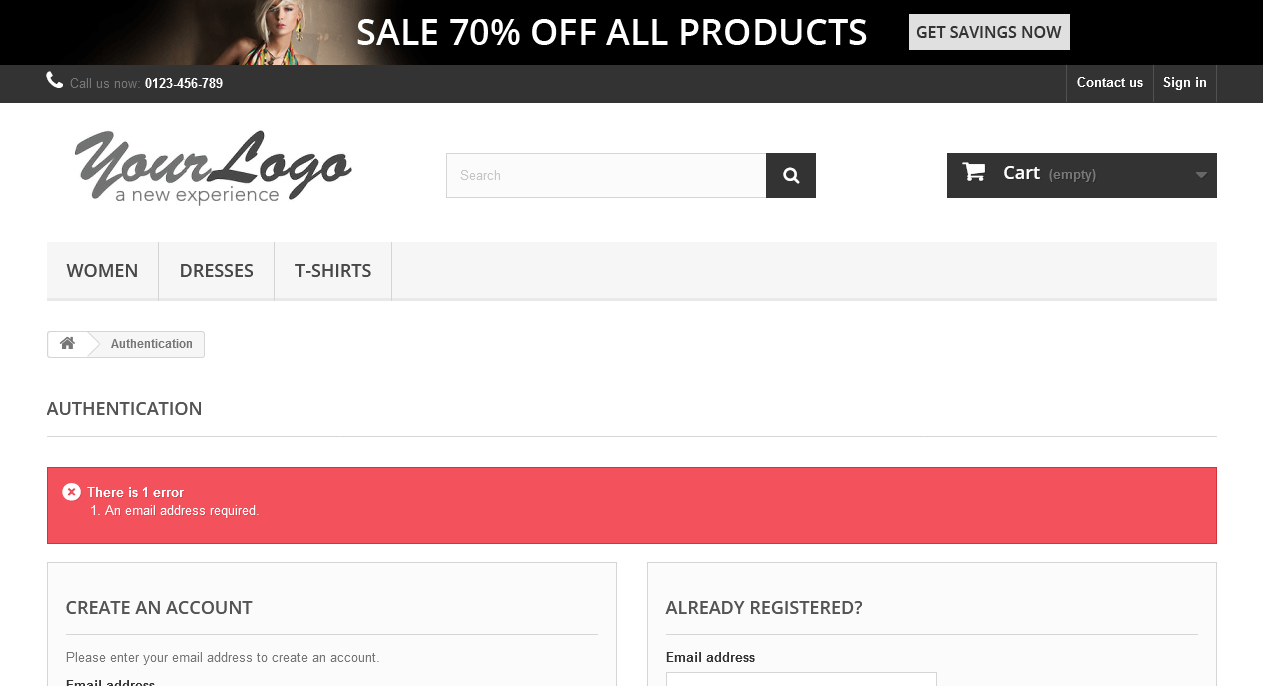 SALE 70% OFF ALL PRODUCTS
GET SAVINGS NOW
Call us now: 0123-456-789
Contact us
Sign in
YourLogo
a new experience
Search
Cart (empty)
WOMEN
DRESSES
T-SHIRTS
Authentication
AUTHENTICATION
There is 1 error
1. An email address required.
CREATE AN ACCOUNT
Please enter your email address to create an account.
Email address
ALREADY REGISTERED?
Email address